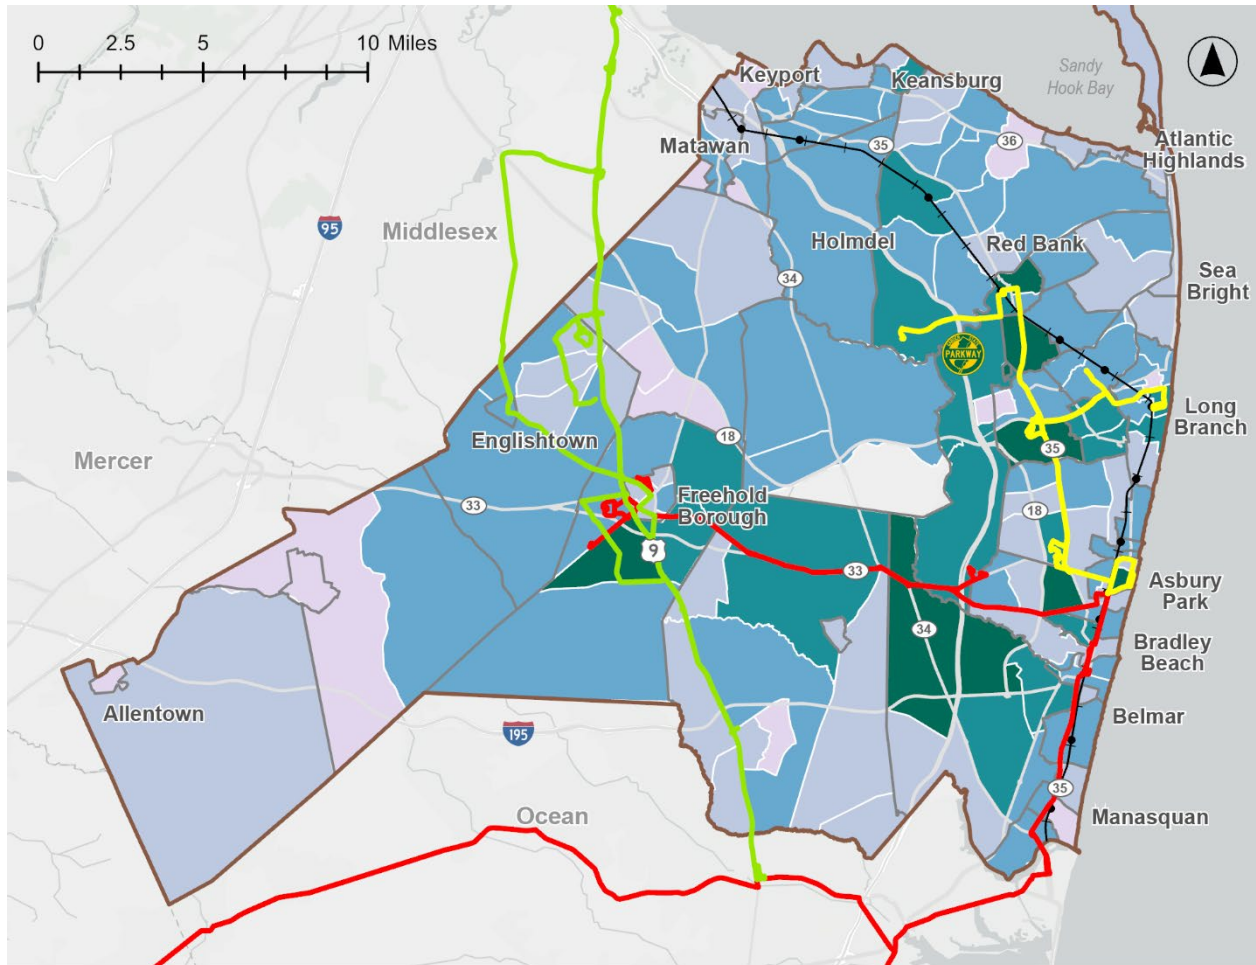 0 2.5 5 10 Miles
Keyport
Keansburg
Sandy
Hook Bay
Matawan
35
36
Atlantic
Highlands
95
Middlesex
Holmdel
Red Bank
34
Sea
Bright
PARKWAY
Englishtown
18
Long
Branch
35
Mercer
33
Freehold
Borough
18
9
33
Asbury
Park
34
Bradley
Beach
Allentown
195
Belmar
35
Ocean
Manasquan